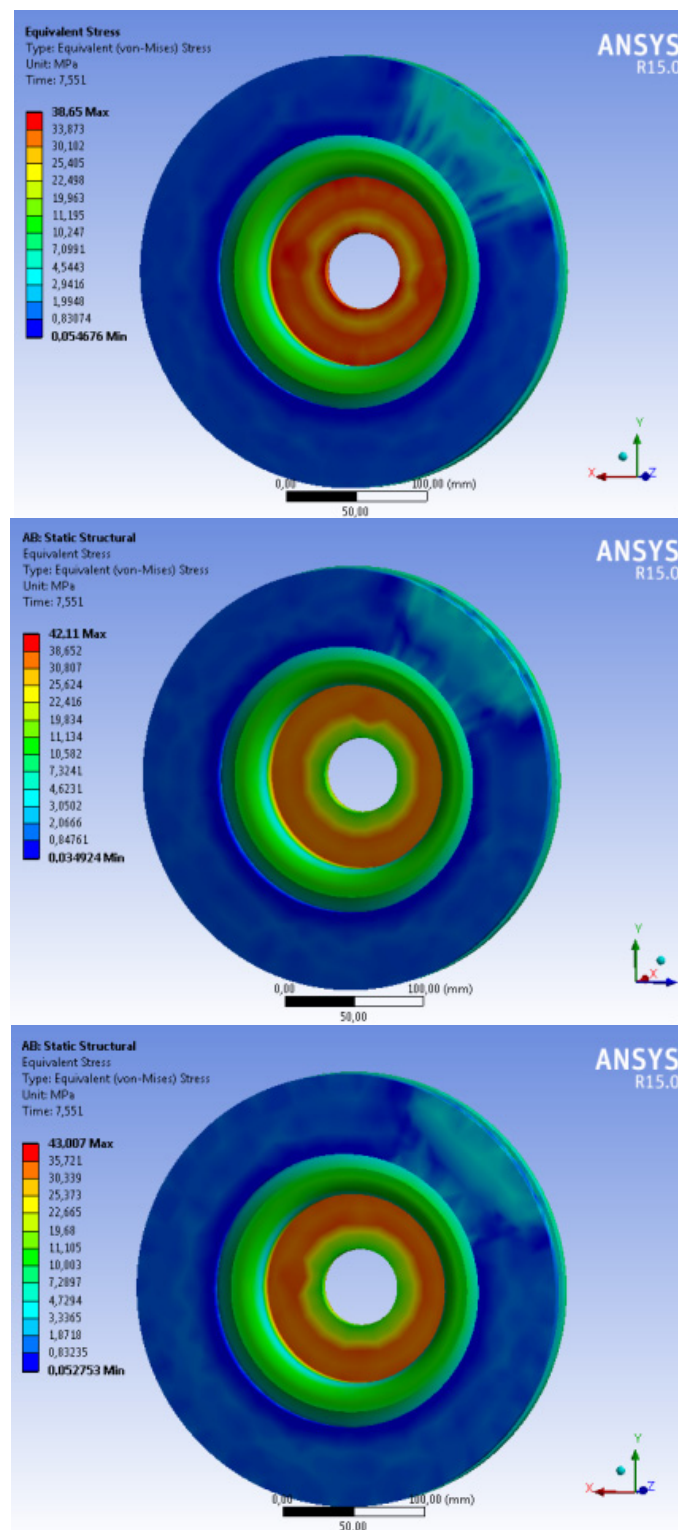 Equivalent Stress
Type: Equivalent (von-Mises) Stress
Unit: MPa
Time: 7,551
ANSYS
R15.0
38,65 Max
33,873
30,102
25,405
22,498
19,963
11,195
10,247
7,0991
4,5443
2,9416
1,9948
0,83074
0,054676 Min
Y
X
Z
0,00
100,00 (mm)
50,00
AB: Static Structural
Equivalent Stress
Type: Equivalent (von-Mises) Stress
Unit: MPa
Time: 7,551
ANSYS
R15.0
42,11 Max
38,652
30,807
25,624
22,416
19,834
11,134
10,582
7,3241
4,6231
3,0502
2,0666
0,84761
0,034924 Min
Y
X
0,00
100,00 (mm)
50,00
AB: Static Structural
Equivalent Stress
Type: Equivalent (von-Mises) Stress
Unit: MPa
Time: 7,551
ANSYS
R15.0
43,007 Max
35,721
30,339
25,373
22,665
19,68
11,105
10,003
7,2897
4,7294
3,3365
1,8718
0,83235
0,052753 Min
Y
X
Z
0,00
100,00 (mm)
50,00